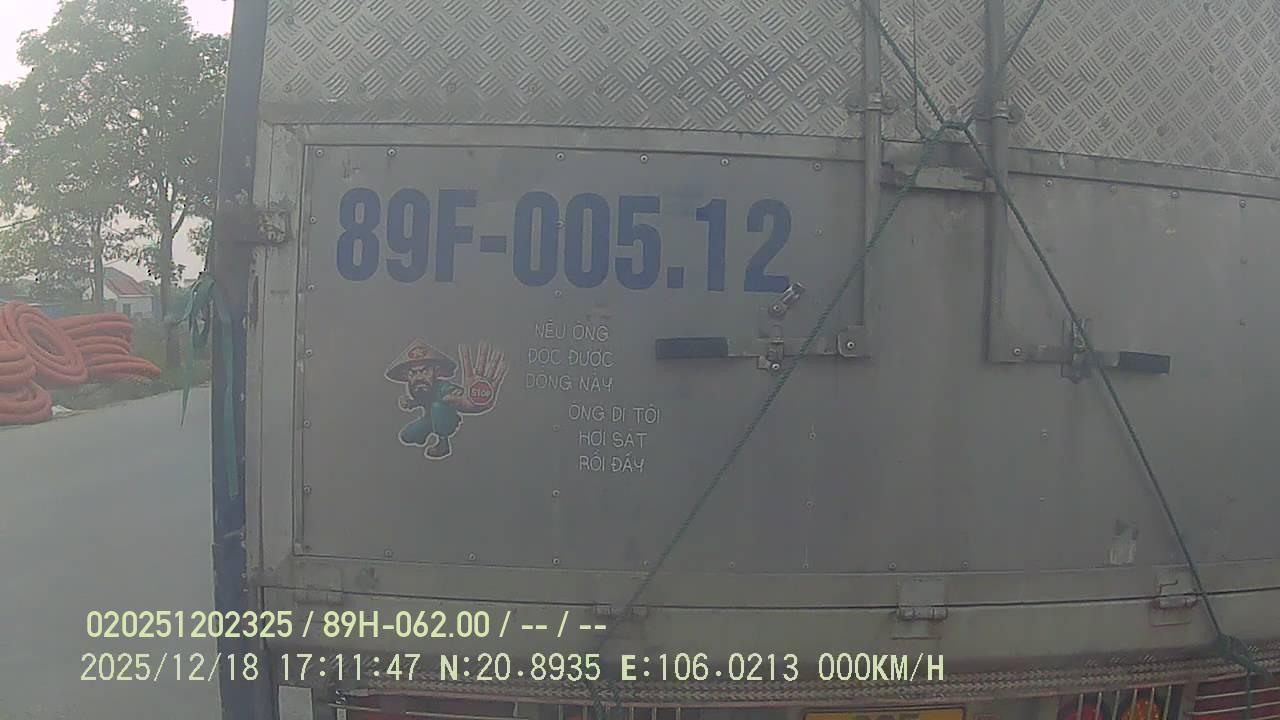 89F-005.12
NẾU ÔNG
ĐỌC ĐƯỢC
DÒNG NÀY
STOP
ÔNG DI TÔI
HƠI SÁT
RỒI ĐẤY
020251202325 / 89H-062.00 / -- / --
2025/12/18 17:11:47 N:20.8935 E:106.0213 000KM/H